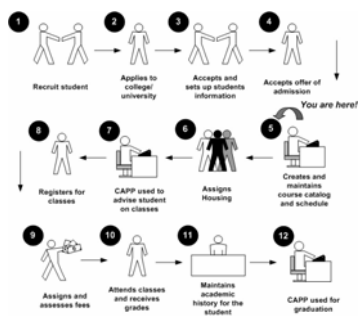 1
2
3
4
Recruit student
Applies to
college/
university
Accepts and
sets up students
information
Accepts offer of
admission
You are here!
8
7
6
5
Registers for
classes
CAPP used to
advise student
on classes
Assigns
Housing
Creates and
maintains
course catalog
and schedule
9
10
11
12
Assigns and
assesses fees
Attends classes
and receives
grades
Maintains
academic
history for the
student
CAPP used for
graduation